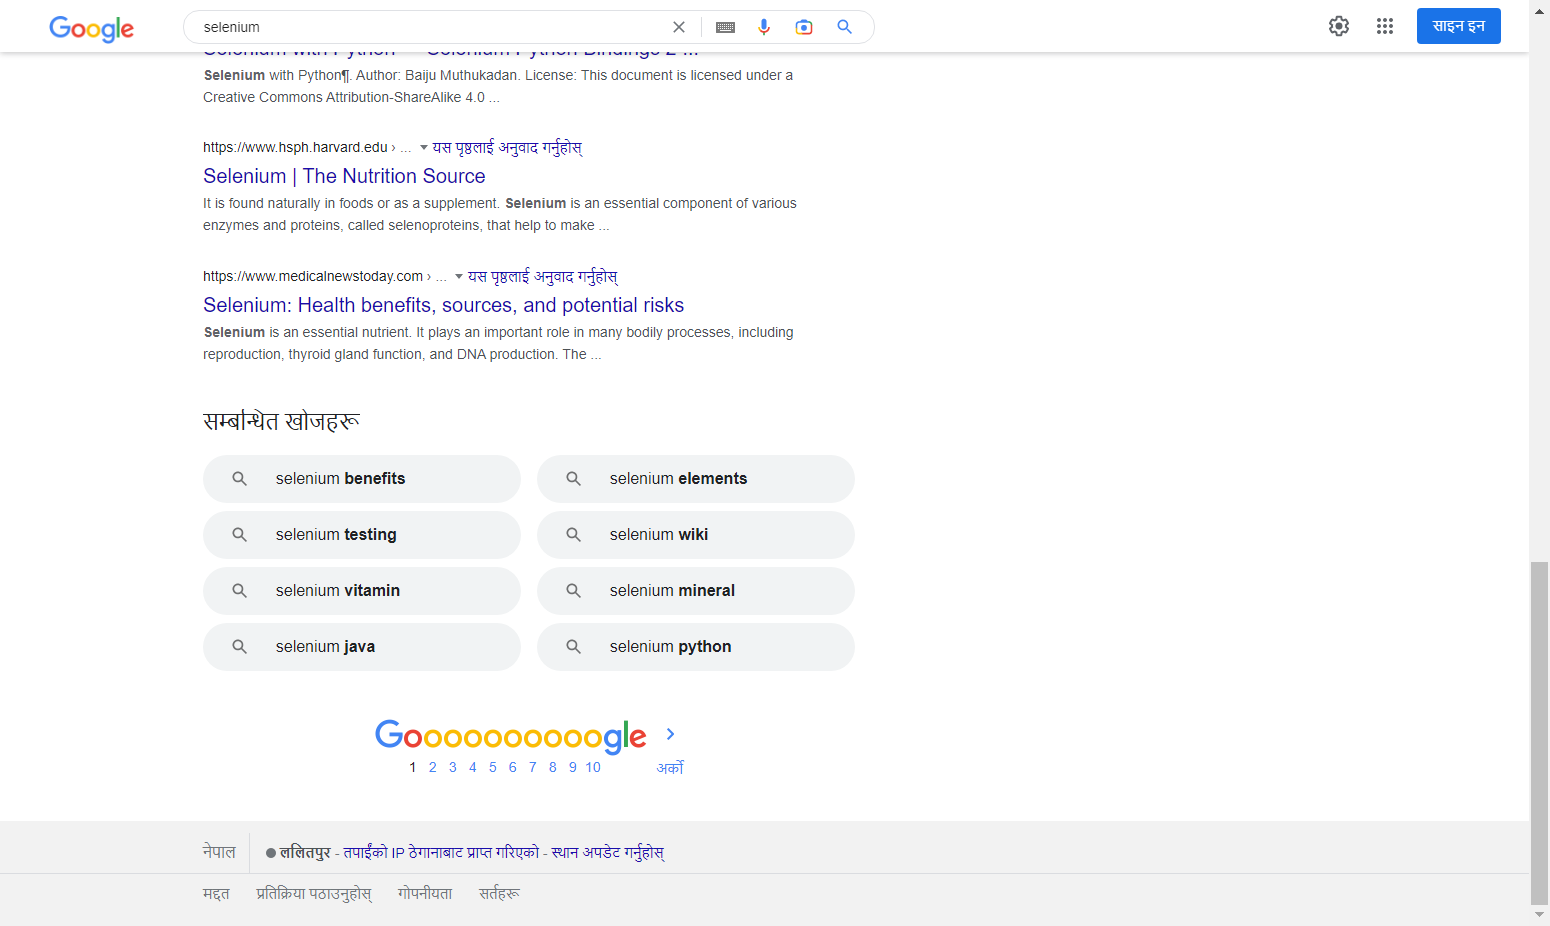 Google
selenium
साइन इन
Selenium with Python — Selenium Python Bindings 2 ...
Selenium with Python¶. Author: Baiju Muthukadan. License: This document is licensed under a
Creative Commons Attribution-ShareAlike 4.0 ...
https://www.hsph.harvard.edu › ... यस पृष्ठलाई अनुवाद गर्नुहोस्
Selenium | The Nutrition Source
It is found naturally in foods or as a supplement. Selenium is an essential component of various
enzymes and proteins, called selenoproteins, that help to make ...
https://www.medicalnewstoday.com › ... यस पृष्ठलाई अनुवाद गर्नुहोस्
Selenium: Health benefits, sources, and potential risks
Selenium is an essential nutrient. It plays an important role in many bodily processes, including
reproduction, thyroid gland function, and DNA production. The ...
सम्बन्धित खोजहरू
selenium benefits
selenium elements
selenium testing
selenium wiki
selenium vitamin
selenium mineral
selenium java
selenium python
Goooooooooogle
1 2 3 4 5 6 7 8 9 10 अर्को
नेपाल
ललितपुर - तपाईंको IP ठेगानाबाट प्राप्त गरिएको - स्थान अपडेट गर्नुहोस्
मद्दत प्रतिक्रिया पठाउनुहोस् गोपनीयता सर्तहरू